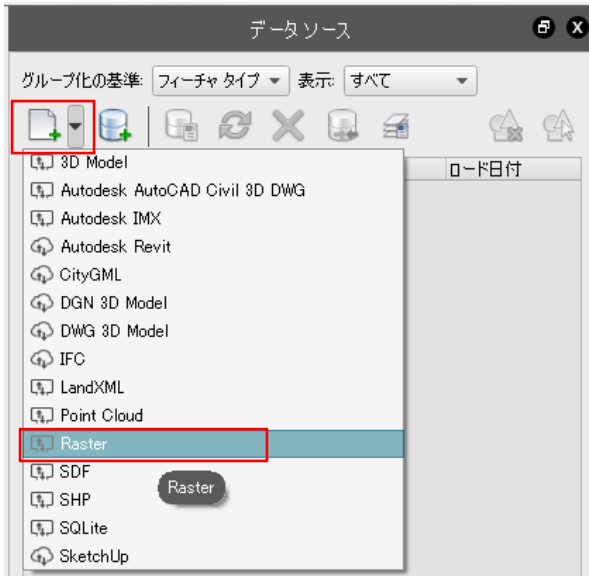 データ ソース
グループ化の基準: フィーチャ タイプ 表示: すべて
ロード日付
3D Model
Autodesk AutoCAD Civil 3D DWG
Autodesk IMX
Autodesk Revit
CityGML
DGN 3D Model
DWG 3D Model
IFC
LandXML
Point Cloud
Raster
SDF
Raster
SHP
SQLite
SketchUp